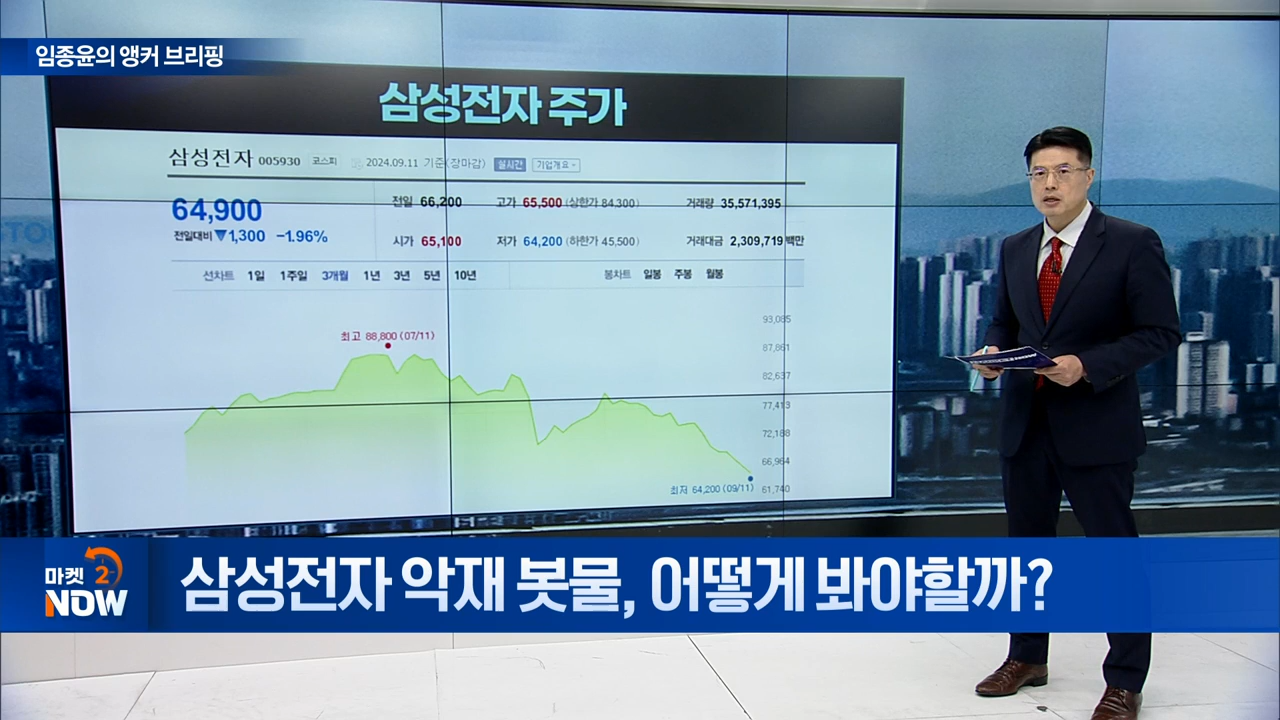 임종윤의 앵커 브리핑
삼성전자 주가
삼성전자 005930 코스피 2024.09.11 기준(장마감) 실시간 기업개요
64,900
전일대비 ▼1,300 -1.96%
전일 66,200 고가 65,500 (상한가 84,300) 거래량 35,571,395
시가 65,100 저가 64,200 (하한가 45,500) 거래대금 2,309,719 백만
선차트 1일 1주일 3개월 1년 3년 5년 10년 봉차트 일봉 주봉 월봉
93,085
최고 88,800 (07/11)
87,861
82,637
77,413
72,188
66,964
최저 64,200 (09/11)
61,740
마켓 2
NOW
삼성전자 악재 봇물, 어떻게 봐야할까?